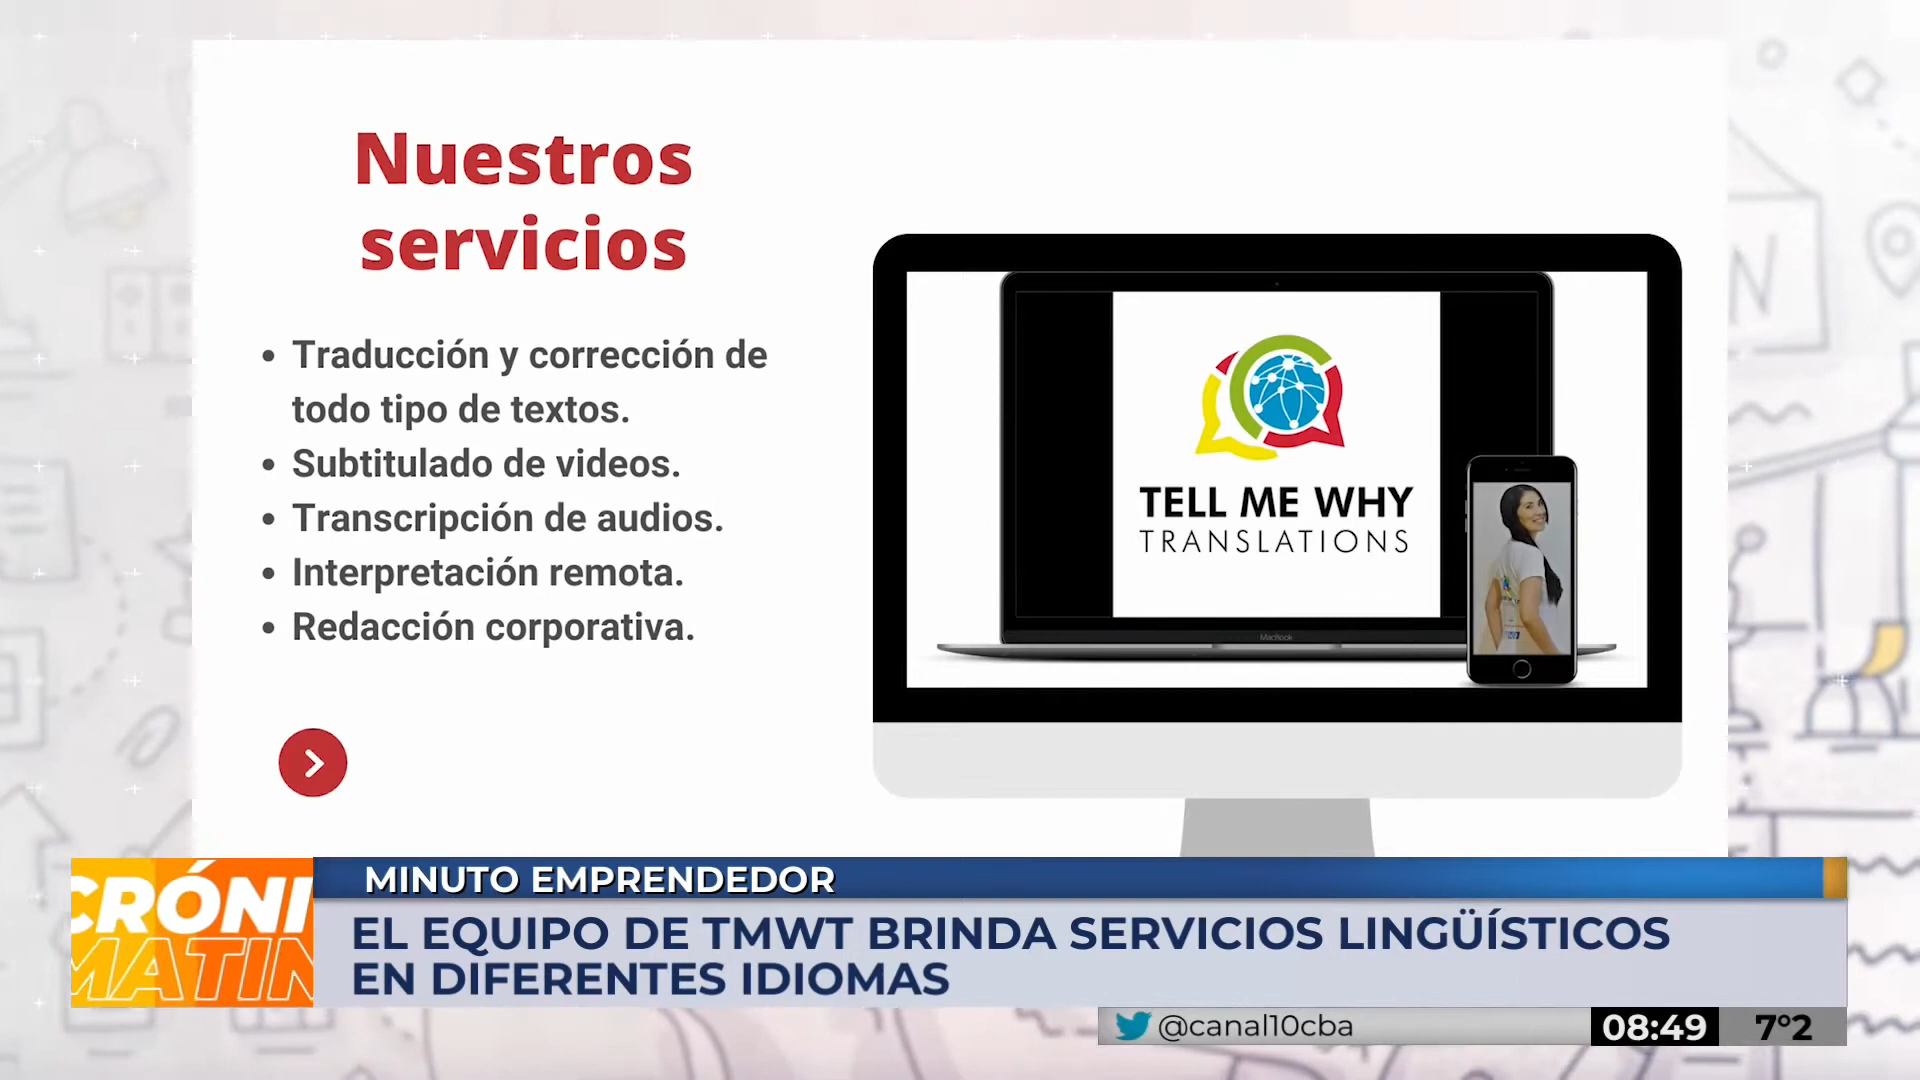 Nuestros
servicios
• Traducción y corrección de
todo tipo de textos.
• Subtitulado de videos.
• Transcripción de audios.
• Interpretación remota.
• Redacción corporativa.
TELL ME WHY
TRANSLATIONS
MacBook
CRÓNI
MATIN
MINUTO EMPRENDEDOR
EL EQUIPO DE TMWT BRINDA SERVICIOS LINGÜÍSTICOS
EN DIFERENTES IDIOMAS
@canal10cba
08:49
7°2